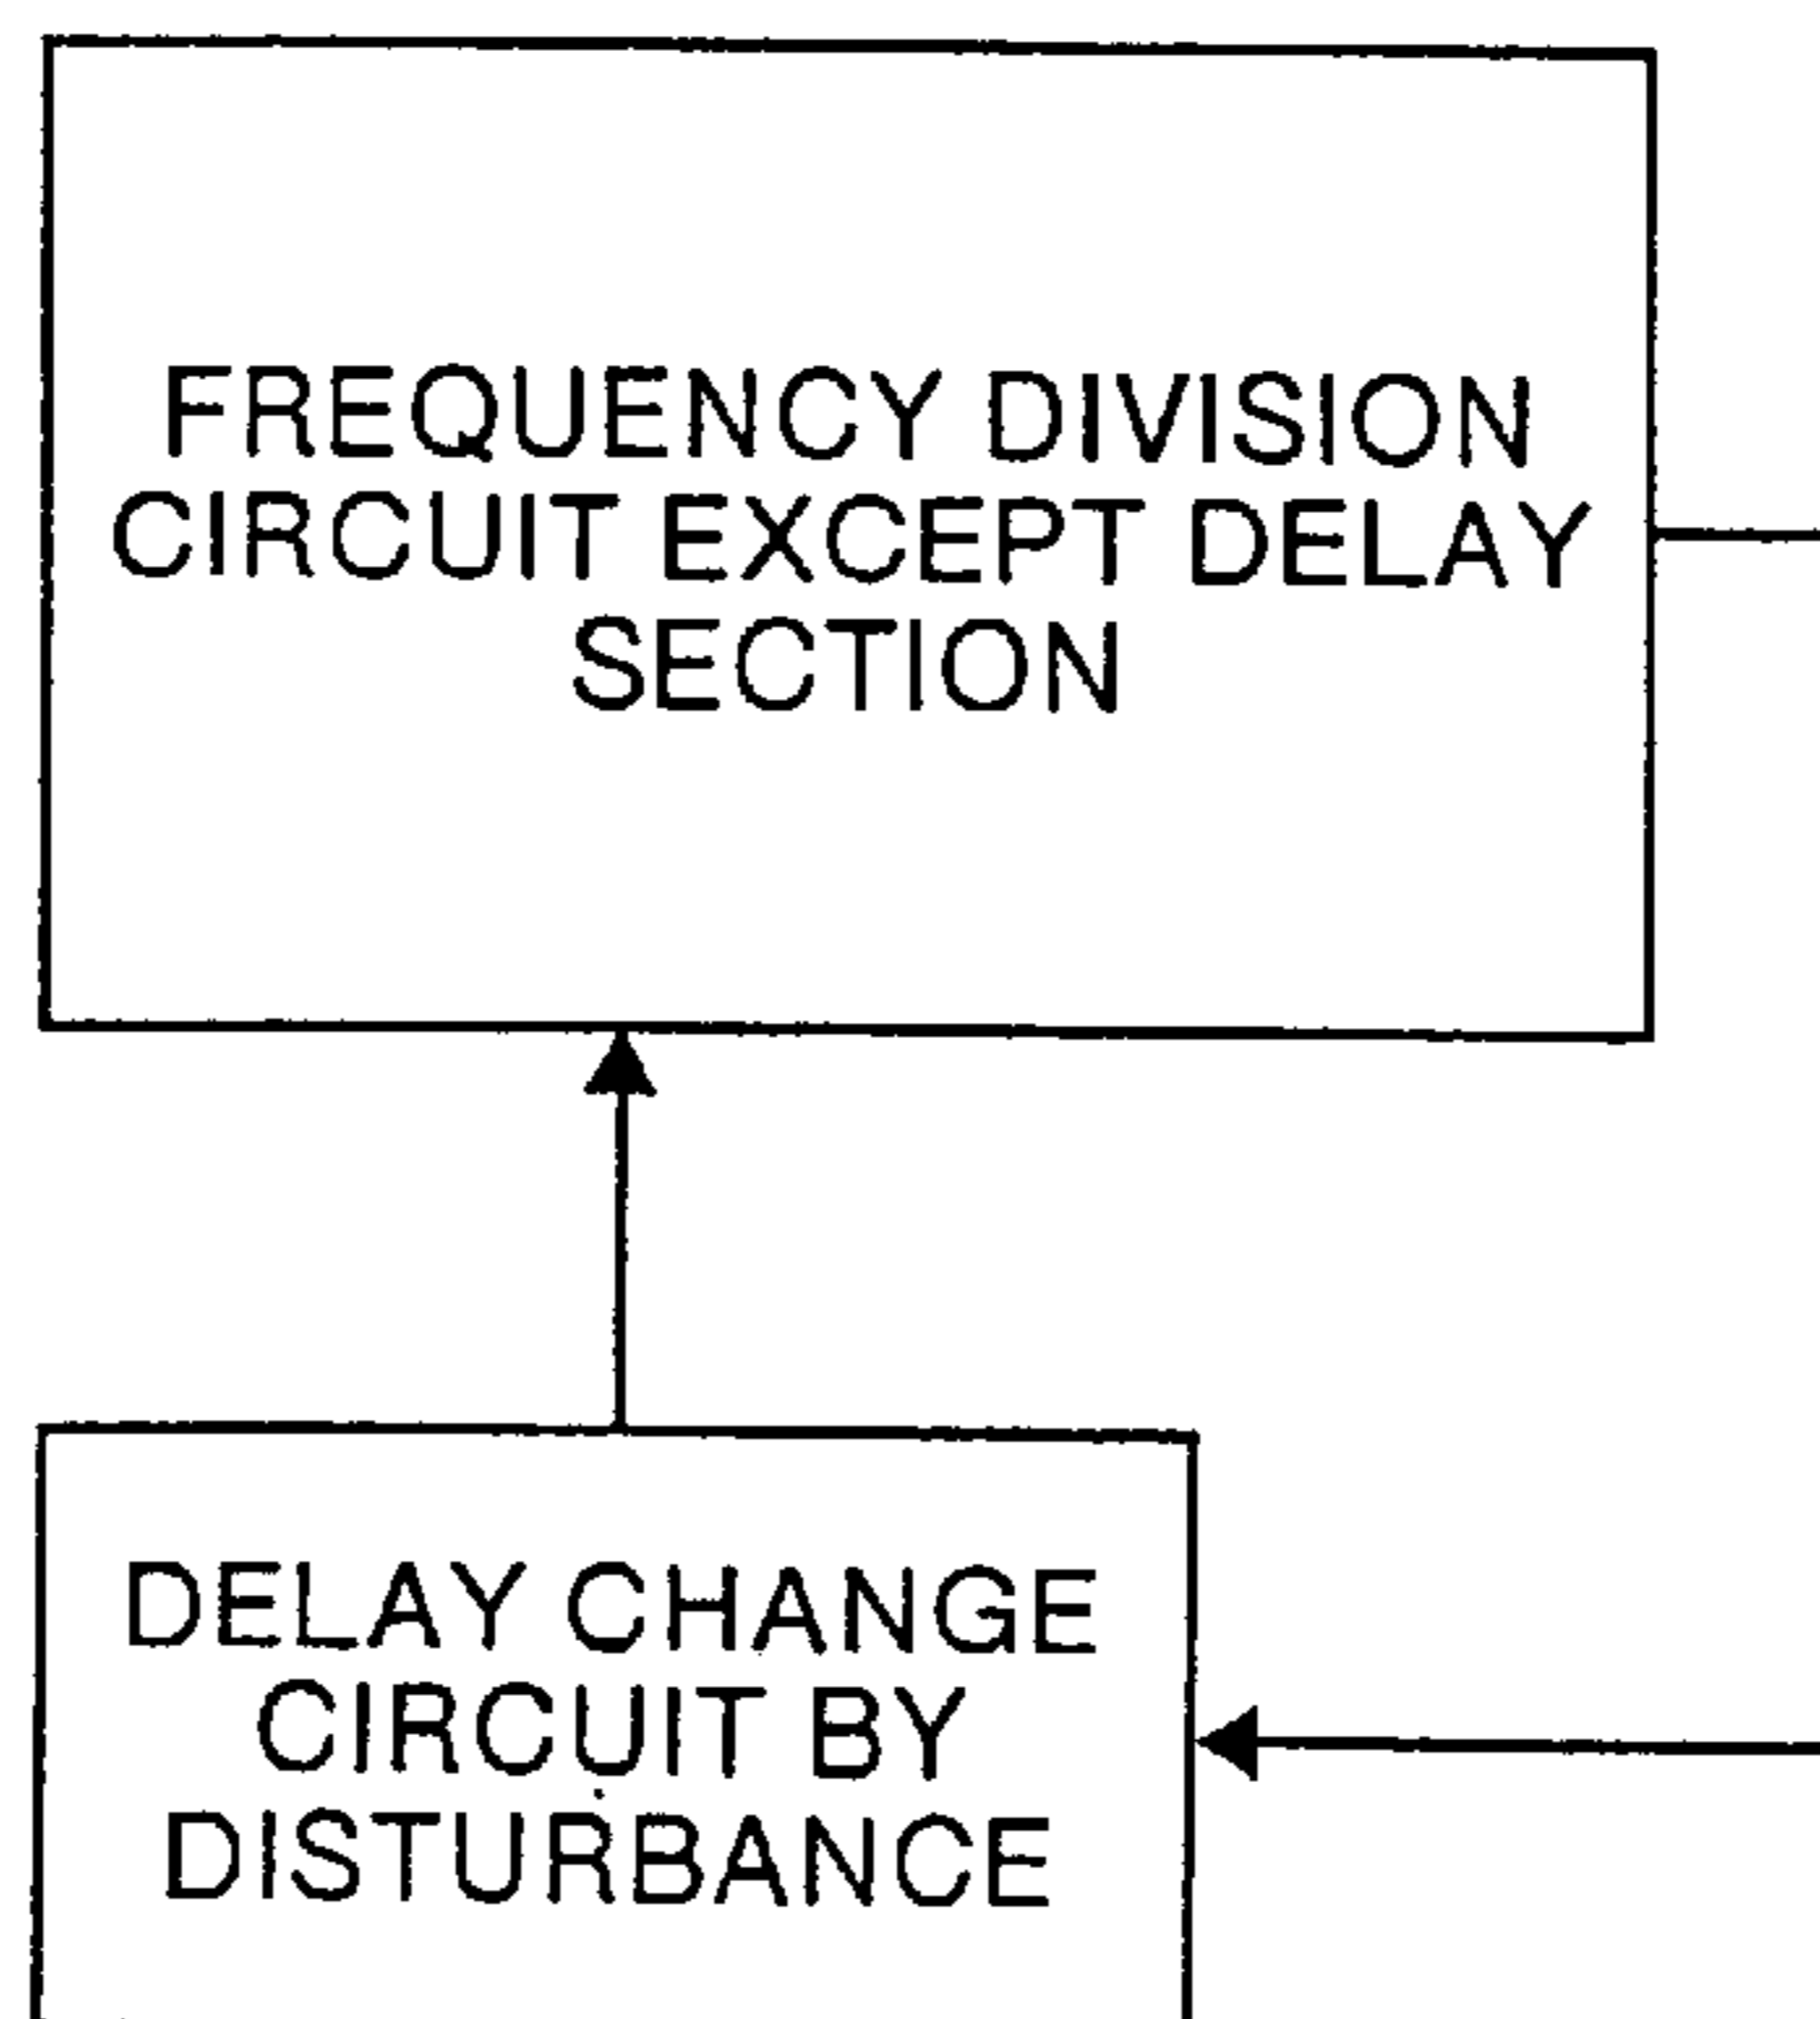 FREQUENCY DIVISION
CIRCUIT EXCEPT DELAY
SECTION
DELAY CHANGE
CIRCUIT BY
DISTURBANCE